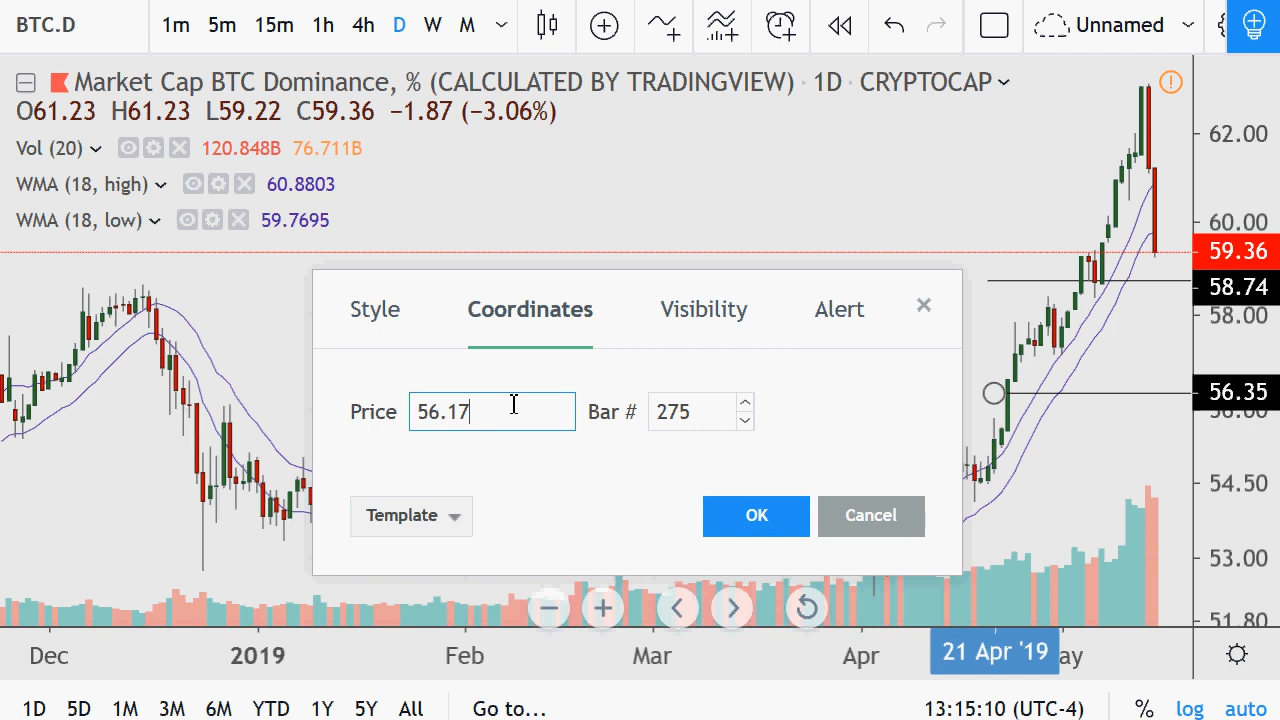 BTC.D 1m 5m 15m 1h 4h D W M Unnamed
Market Cap BTC Dominance, % (CALCULATED BY TRADINGVIEW) · 1D · CRYPTOCAP
O61.23 H61.23 L59.22 C59.36 −1.87 (−3.06%)
Vol (20) 120.848B 76.711B
WMA (18, high) 60.8803
WMA (18, low) 59.7695
62.00
60.00
59.36
58.74
58.00
56.35
56.00
54.50
53.00
51.80
Style Coordinates Visibility Alert ×
Price 56.17 Bar # 275
Template OK Cancel
Dec 2019 Feb Mar Apr 21 Apr '19 ay
1D 5D 1M 3M 6M YTD 1Y 5Y All Go to... 13:15:10 (UTC-4) % log auto